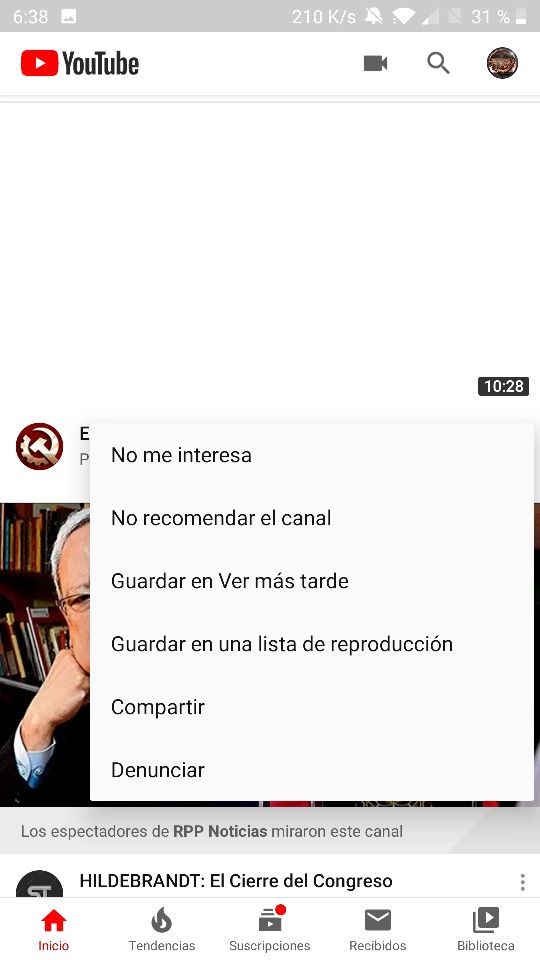 6:38 210 K/s 31 %
YouTube
10:28
E
P
No me interesa
No recomendar el canal
Guardar en Ver más tarde
Guardar en una lista de reproducción
Compartir
Denunciar
Los espectadores de RPP Noticias miraron este canal
ST
HILDEBRANDT: El Cierre del Congreso
Inicio Tendencias Suscripciones Recibidos Biblioteca